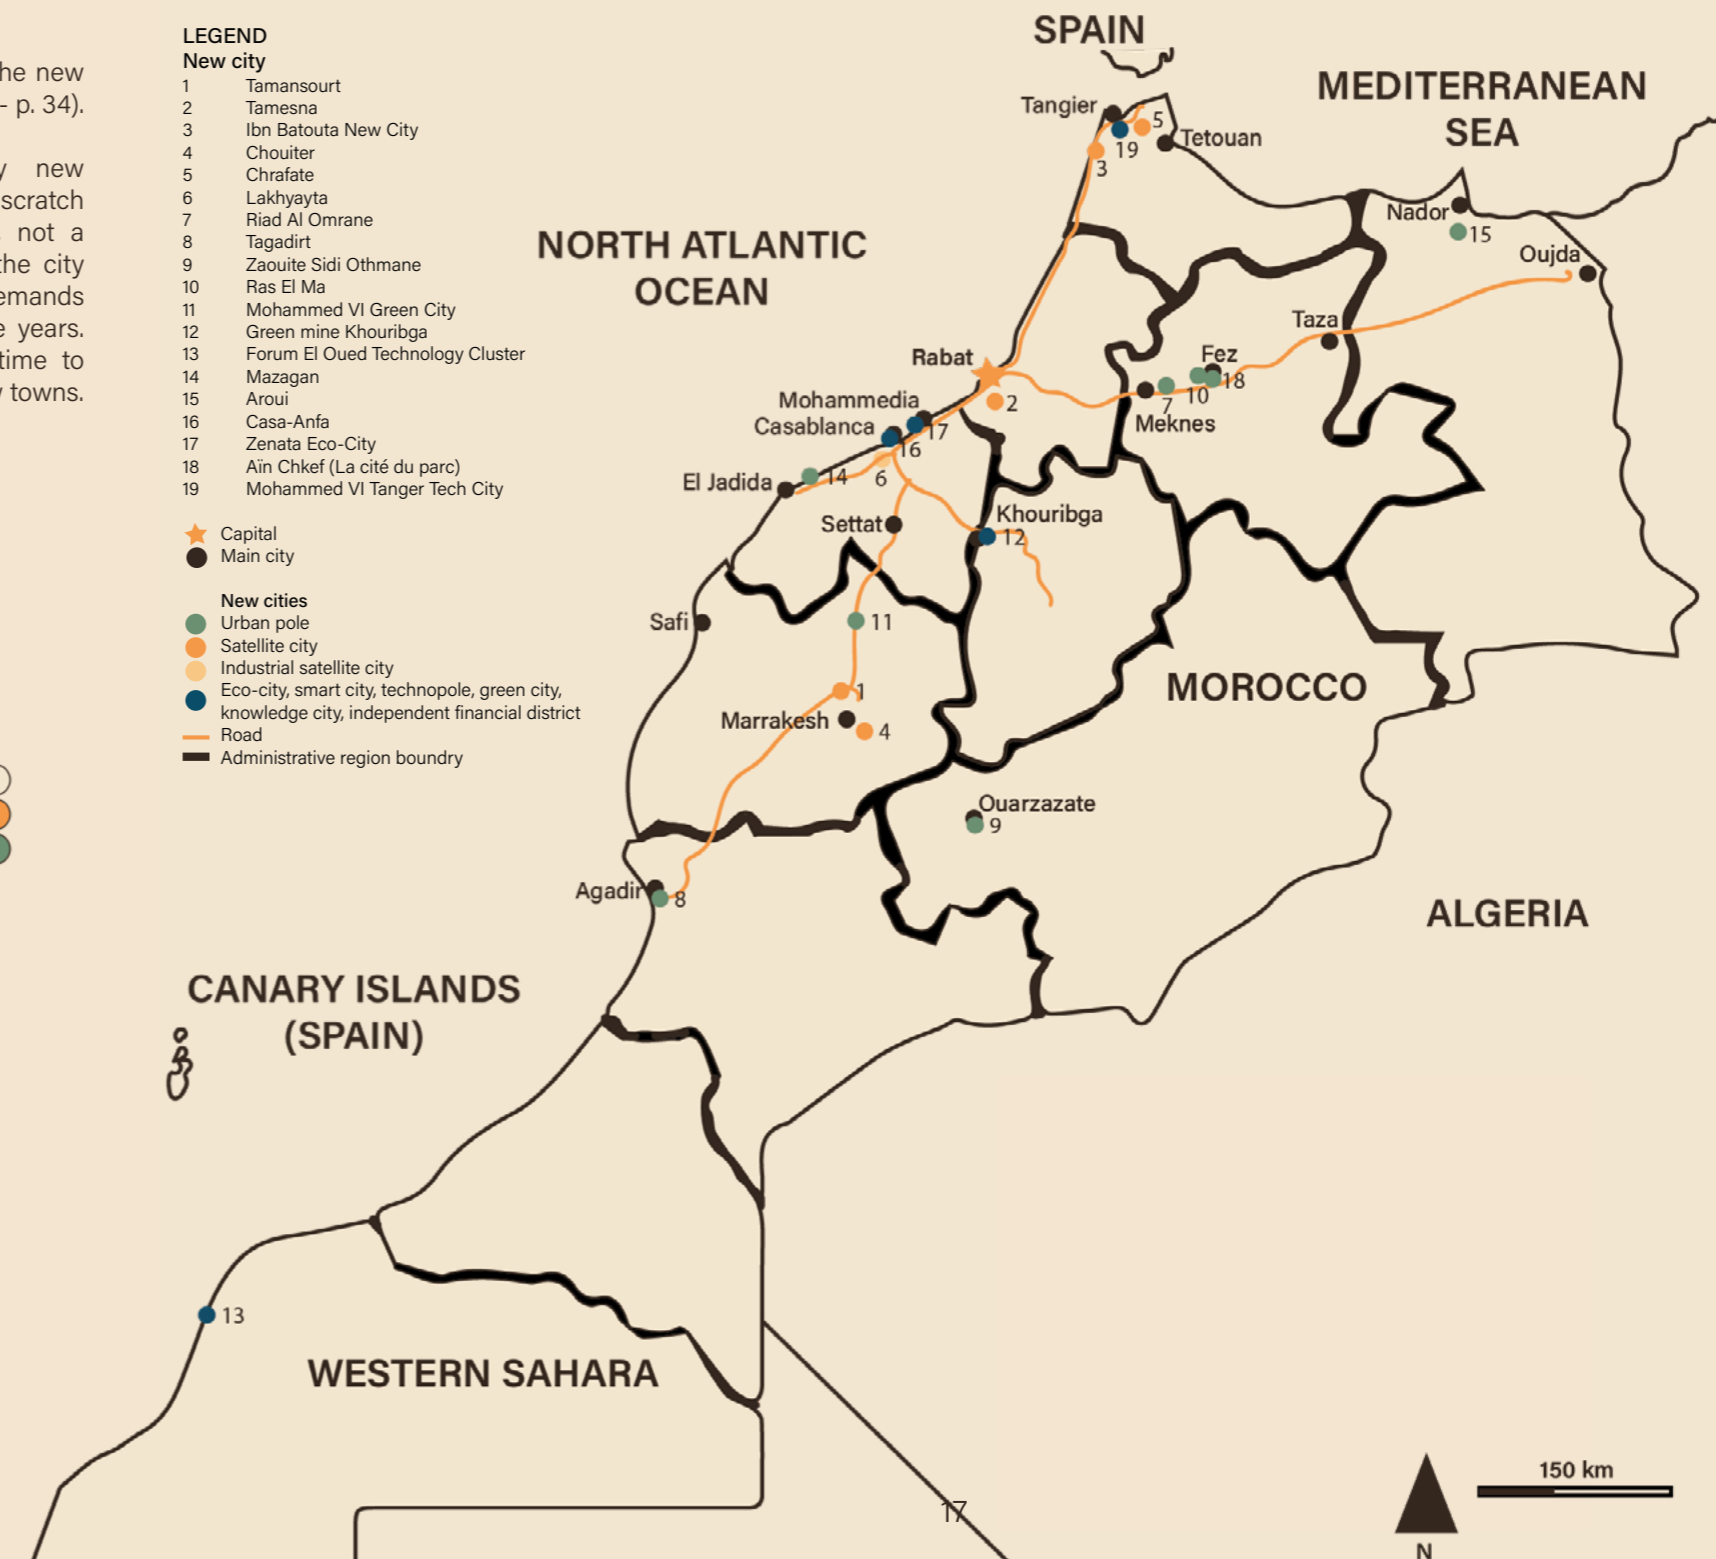 he new
- p. 34).
y new
scratch
not a
the city
emands
e years.
time to
y towns.
LEGEND
New city
1 Tamansourt
2 Tamesna
3 Ibn Batouta New City
4 Chouiter
5 Chrafate
6 Lakhyayta
7 Riad Al Omrane
8 Tagadirt
9 Zaouite Sidi Othmane
10 Ras El Ma
11 Mohammed VI Green City
12 Green mine Khouribga
13 Forum El Oued Technology Cluster
14 Mazagan
15 Aroui
16 Casa-Anfa
17 Zenata Eco-City
18 Aïn Chkef (La cité du parc)
19 Mohammed VI Tanger Tech City
Capital
Main city
New cities
Urban pole
Satellite city
Industrial satellite city
Eco-city, smart city, technopole, green city,
knowledge city, independent financial district
Road
Administrative region boundry
SPAIN
MEDITERRANEAN
SEA
Tangier
5
19
Tetouan
3
NORTH ATLANTIC
OCEAN
Nador
15
Oujda
Taza
Rabat
Fez
18
10
7
Meknes
2
Mohammedia
Casablanca
17
16
El Jadida
14
6
Settat
Khouribga
12
Safi
11
MOROCCO
1
Marrakesh
4
Ouarzazate
9
Agadir
8
ALGERIA
CANARY ISLANDS
(SPAIN)
13
WESTERN SAHARA
150 km
17
N